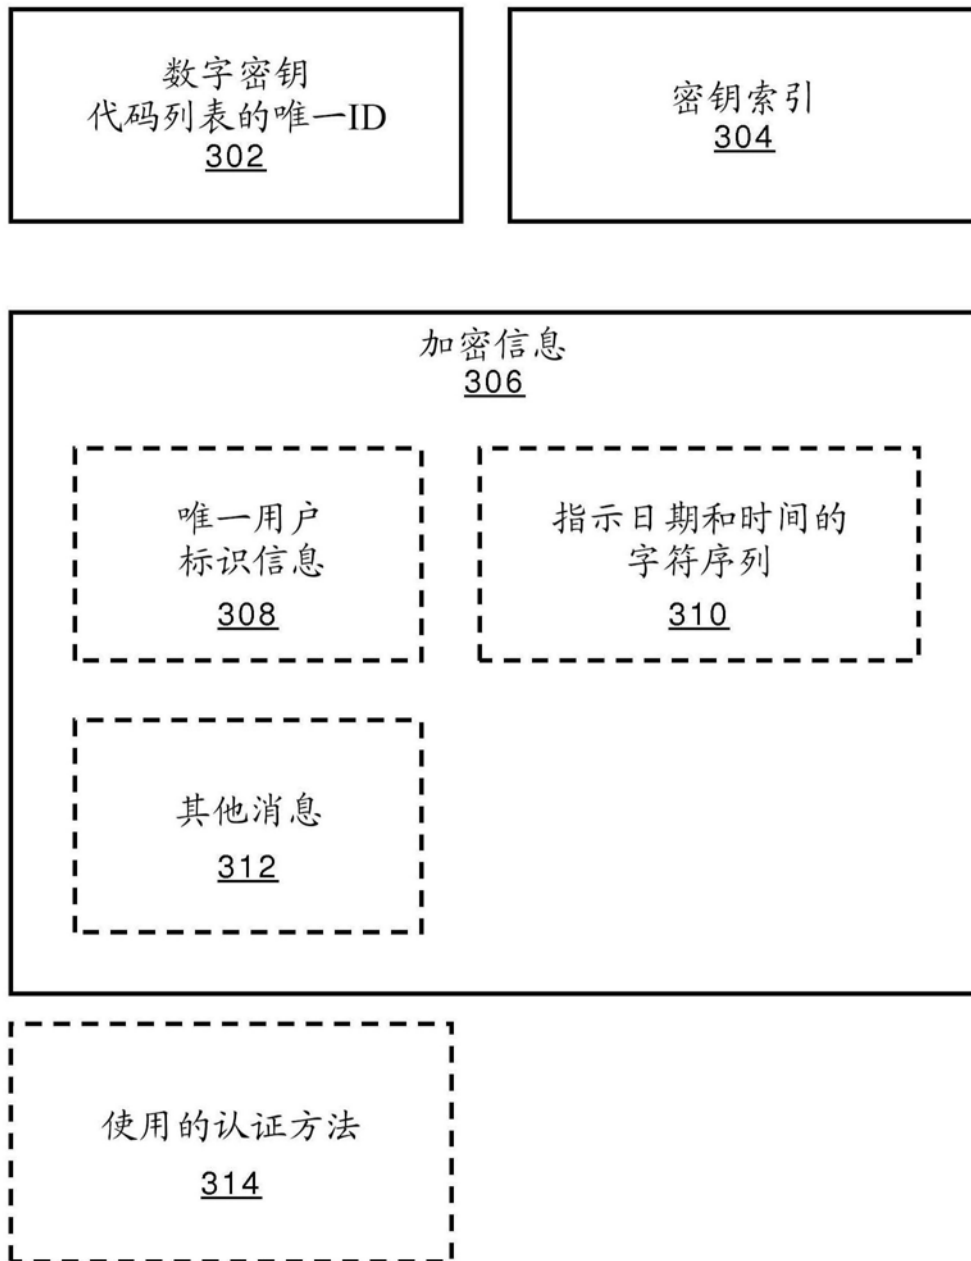 数字密钥
代码列表的唯一ID
302
密钥索引
304
加密信息
306
唯一用户
标识信息
308
指示日期和时间的
字符序列
310
其他消息
312
使用的认证方法
314